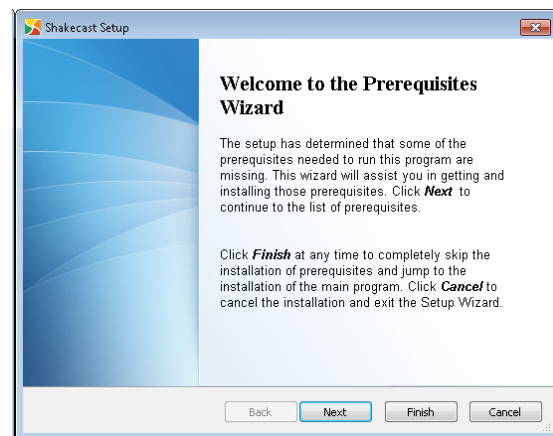 Shakecast Setup
Welcome to the Prerequisites
Wizard
The setup has determined that some of the
prerequisites needed to run this program are
missing. This wizard will assist you in getting and
installing those prerequisites. Click Next to
continue to the list of prerequisites.
Click Finish at any time to completely skip the
installation of prerequisites and jump to the
installation of the main program. Click Cancel to
cancel the installation and exit the Setup Wizard.
Back Next Finish Cancel